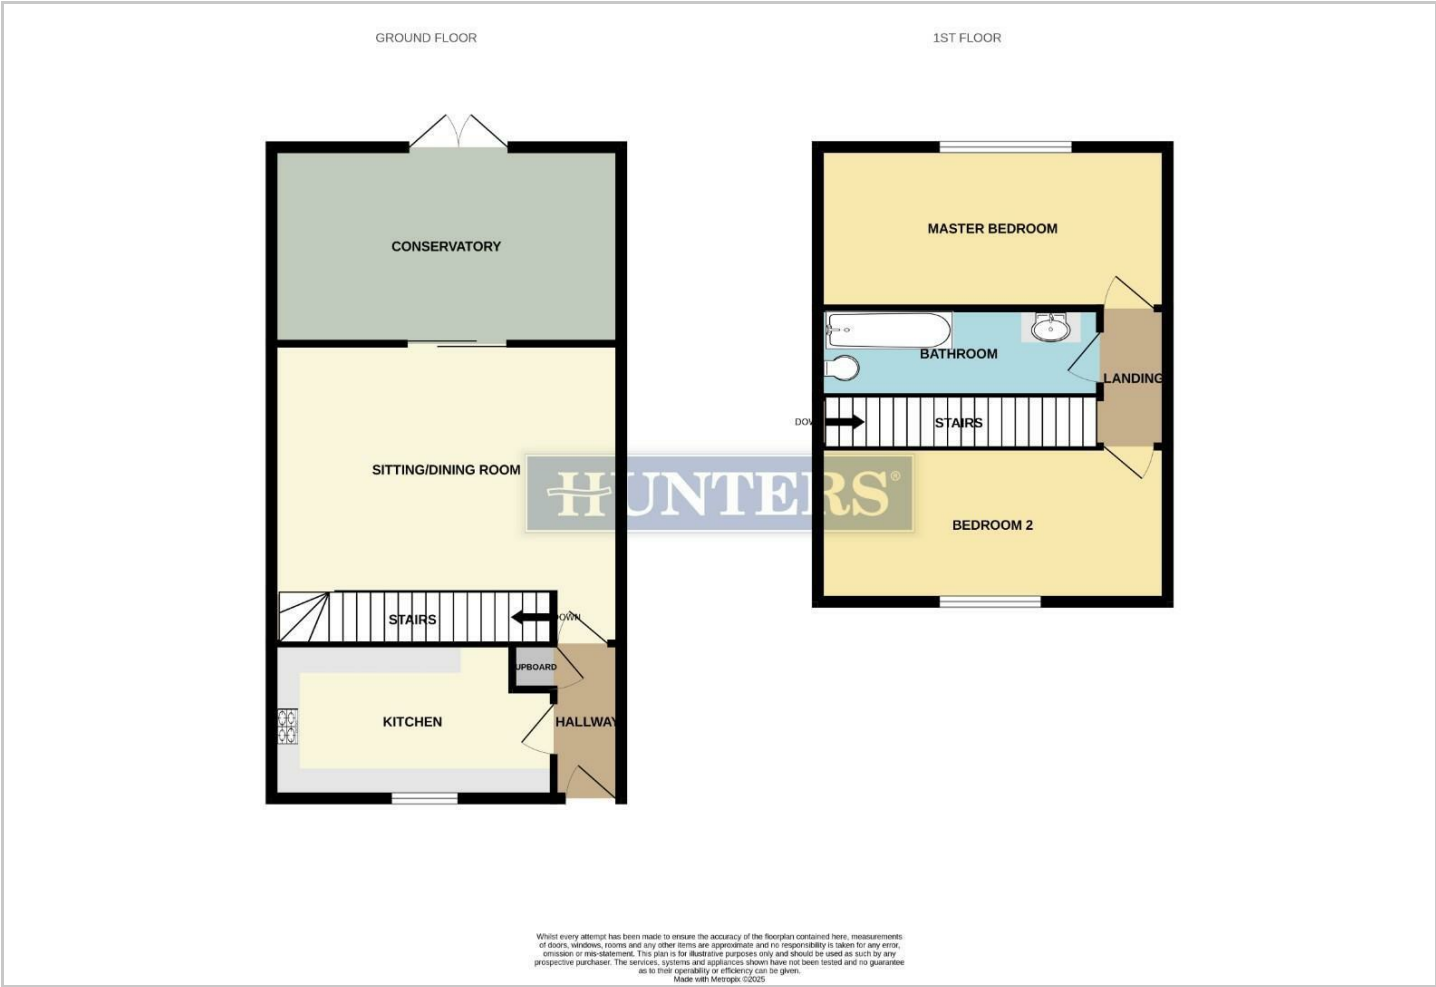 GROUND FLOOR
1ST FLOOR
CONSERVATORY
MASTER BEDROOM
BATHROOM
LANDING
DOW
STAIRS
SITTING/DINING ROOM
HUNTERS®
BEDROOM 2
STAIRS
DOWN
UPBOARD
KITCHEN
HALLWAY
Whilst every attempt has been made to ensure the accuracy of the floorplan contained here, measurements
of doors, windows, rooms and any other items are approximate and no responsibility is taken for any error,
omission or mis-statement. This plan is for illustrative purposes only and should be used as such by any
prospective purchaser. The services, systems and appliances shown have not been tested and no guarantee
as to their operability or efficiency can be given.
Made with Metropix ©2025